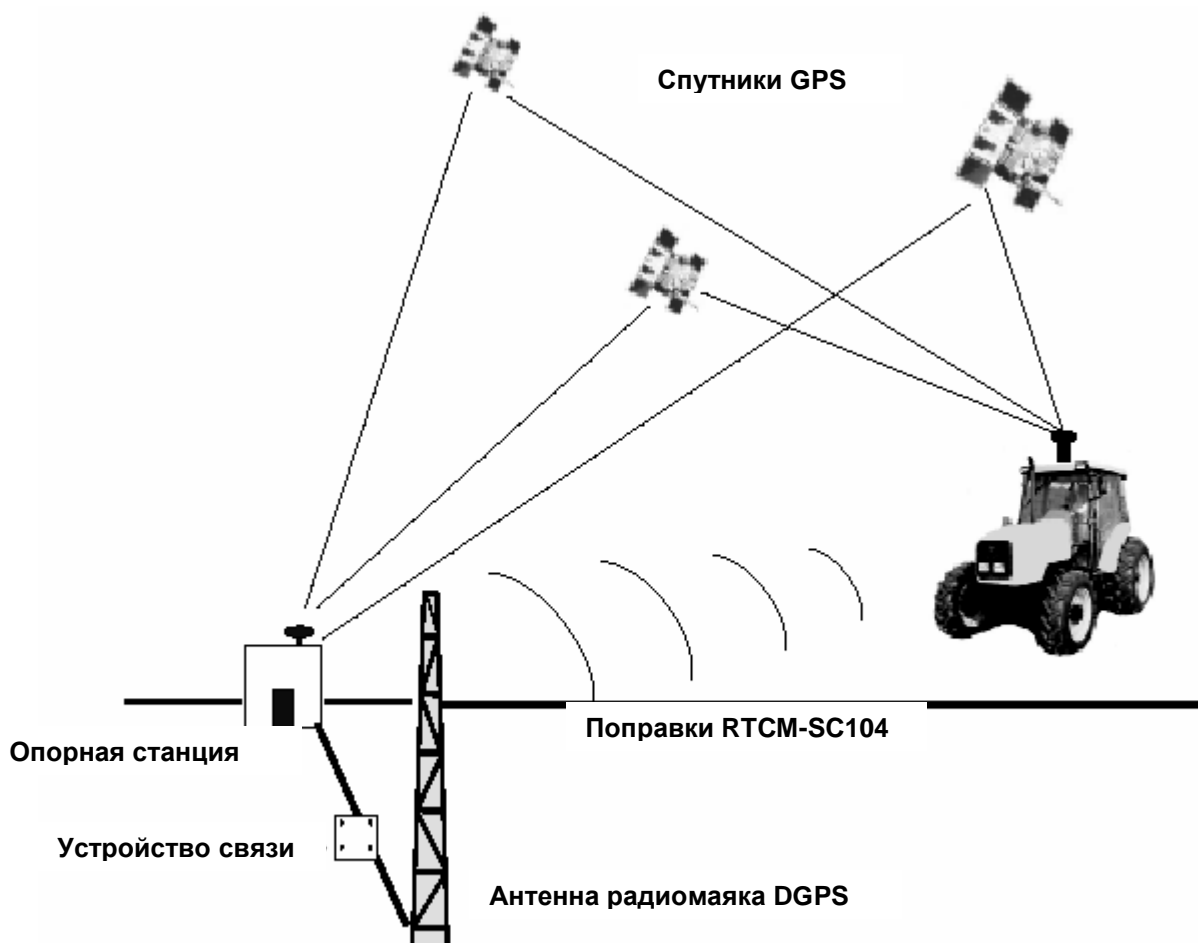 Спутники GPS
Поправки RTCM-SC104
Опорная станция
Устройство связи
Антенна радиомаяка DGPS